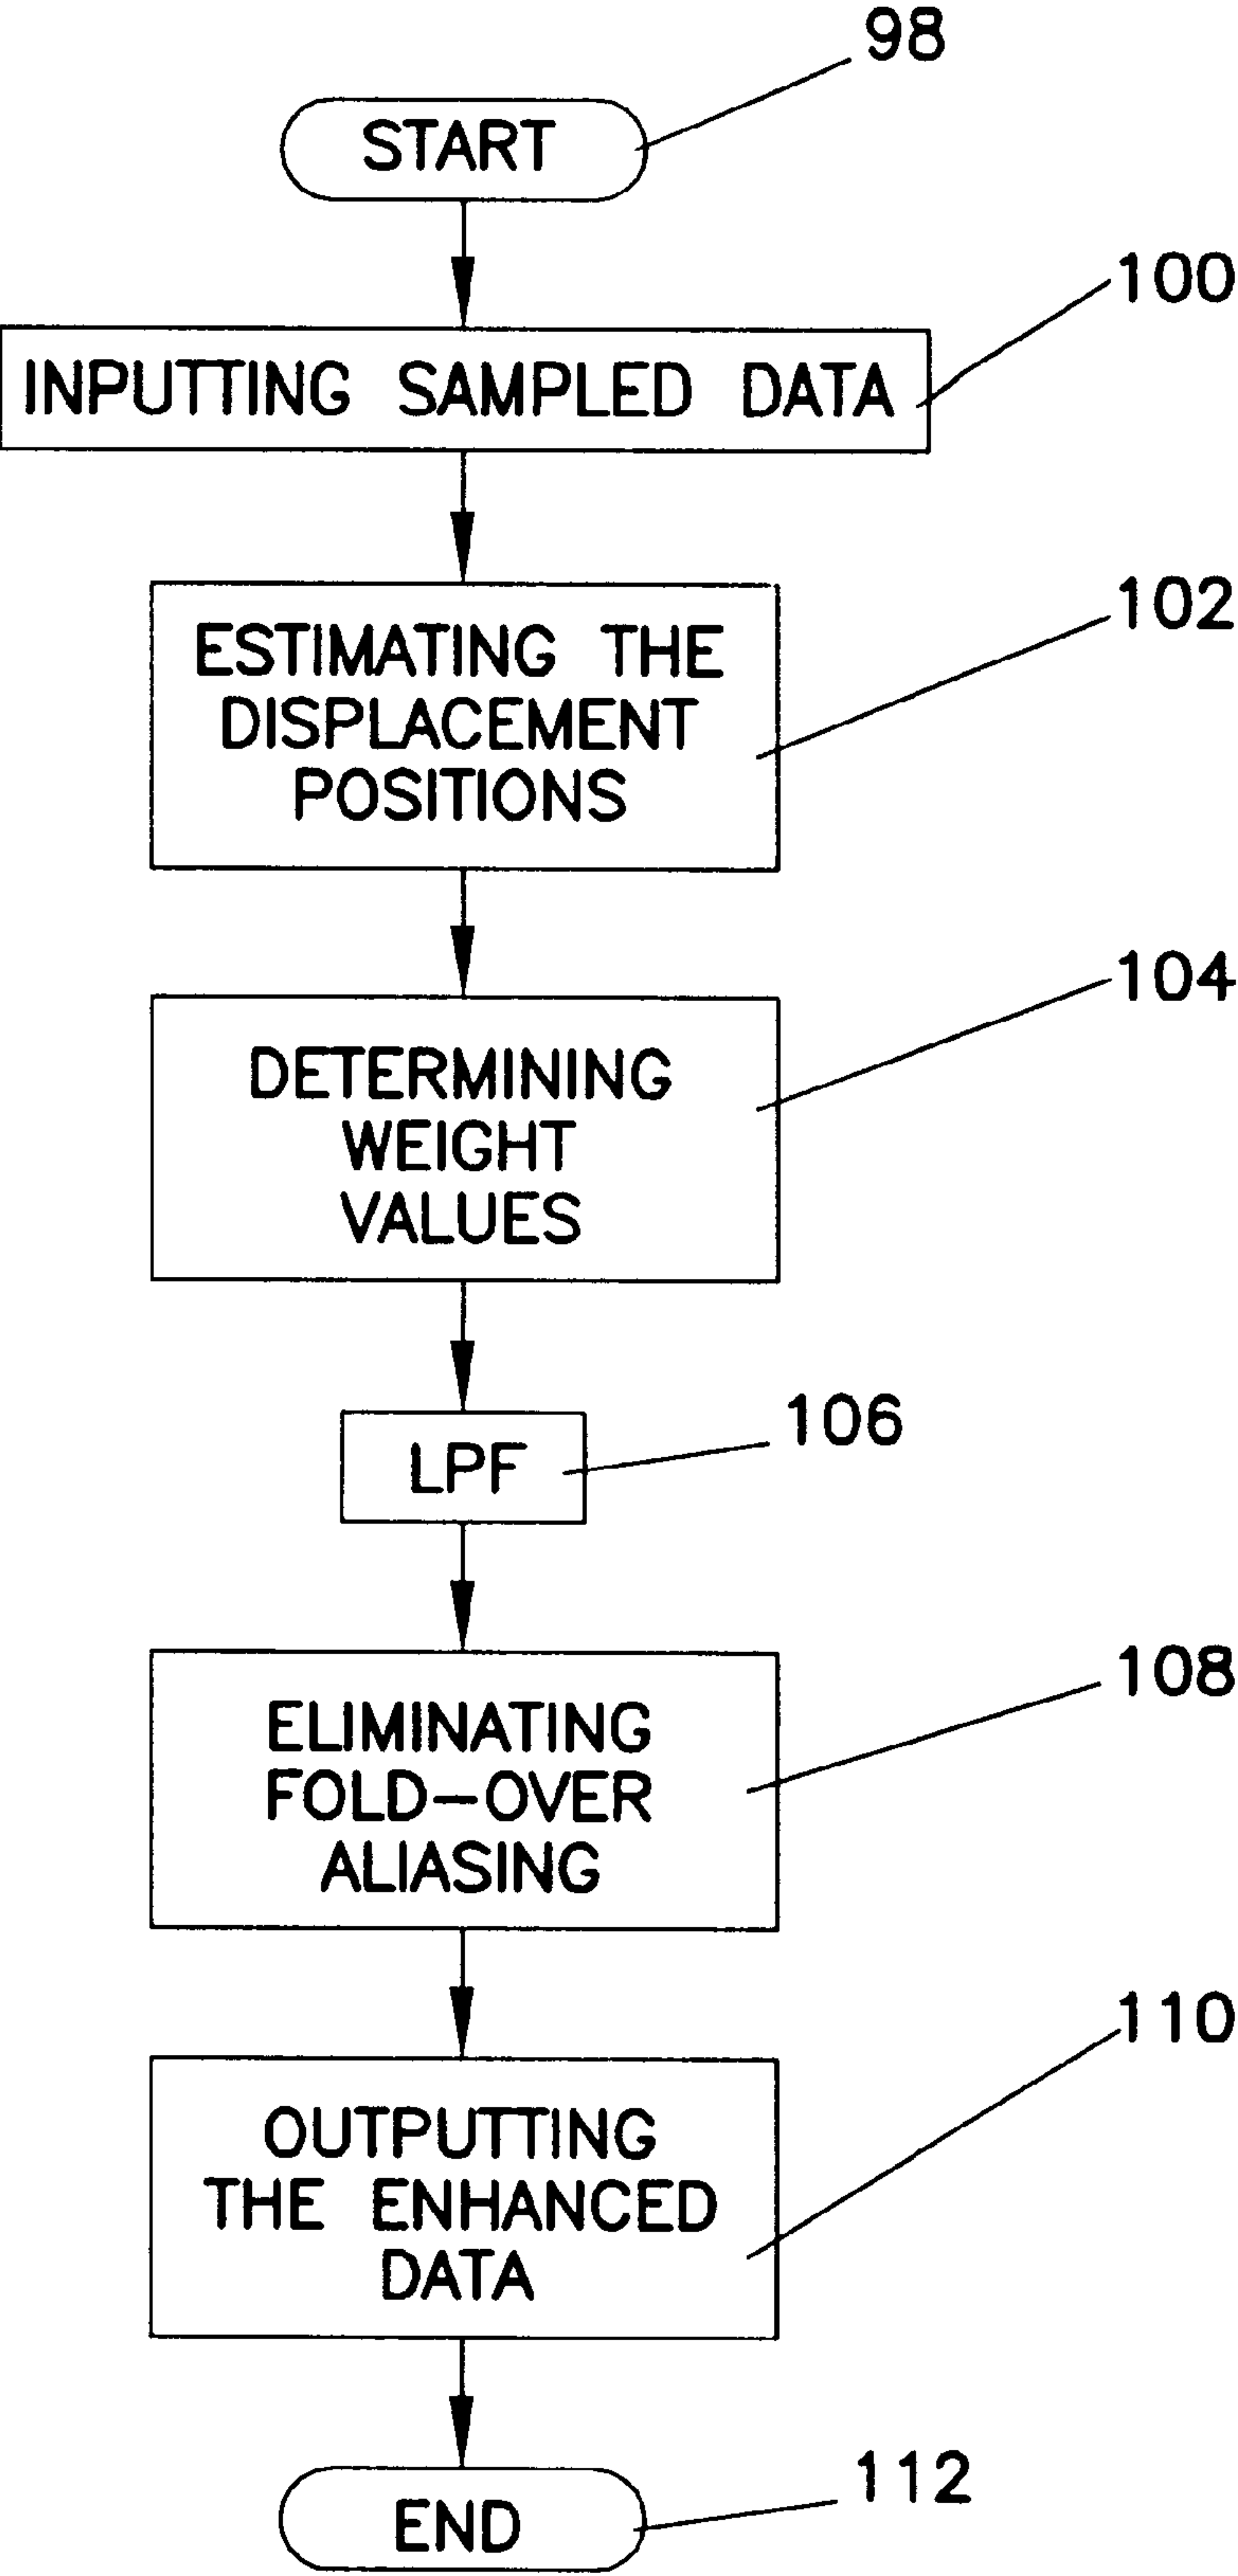 98
START
100
INPUTTING SAMPLED DATA
102
ESTIMATING THE
DISPLACEMENT
POSITIONS
104
DETERMINING
WEIGHT
VALUES
106
LPF
108
ELIMINATING
FOLD-OVER
ALIASING
110
OUTPUTTING
THE ENHANCED
DATA
112
END